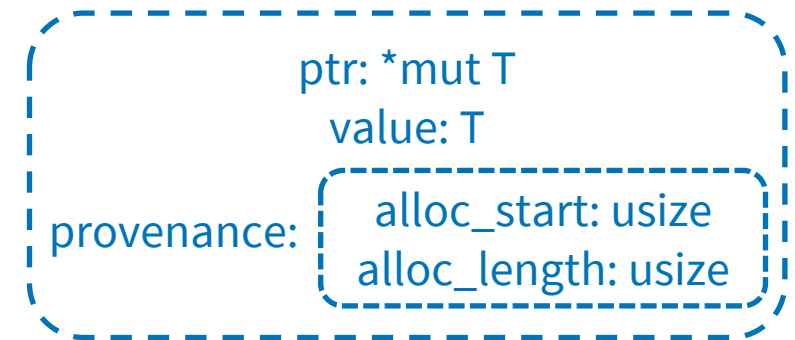 ptr: *mut T
value: T
provenance:
alloc_start: usize
alloc_length: usize